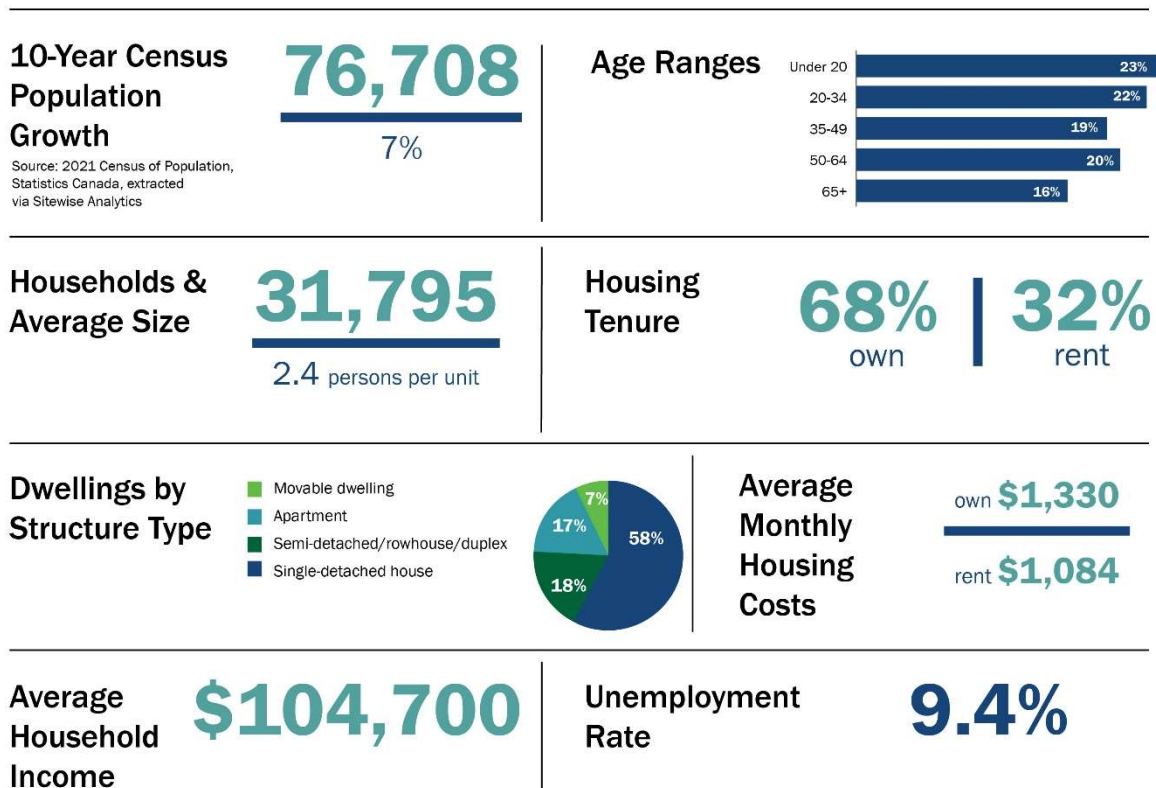 10-Year Census
Population
Growth
Source: 2021 Census of Population,
Statistics Canada, extracted
via Sitewise Analytics
76,708
7%
Age Ranges
Under 20
23%
20-34
22%
35-49
19%
50-64
20%
65+
16%
Households &
Average Size
31,795
2.4 persons per unit
Housing
Tenure
68%
own
32%
rent
Dwellings by
Structure Type
Movable dwelling
Apartment
Semi-detached/rowhouse/duplex
Single-detached house
7%
17%
58%
18%
Average
Monthly
Housing
Costs
own $1,330
rent $1,084
Average
Household
Income
$104,700
Unemployment
Rate
9.4%